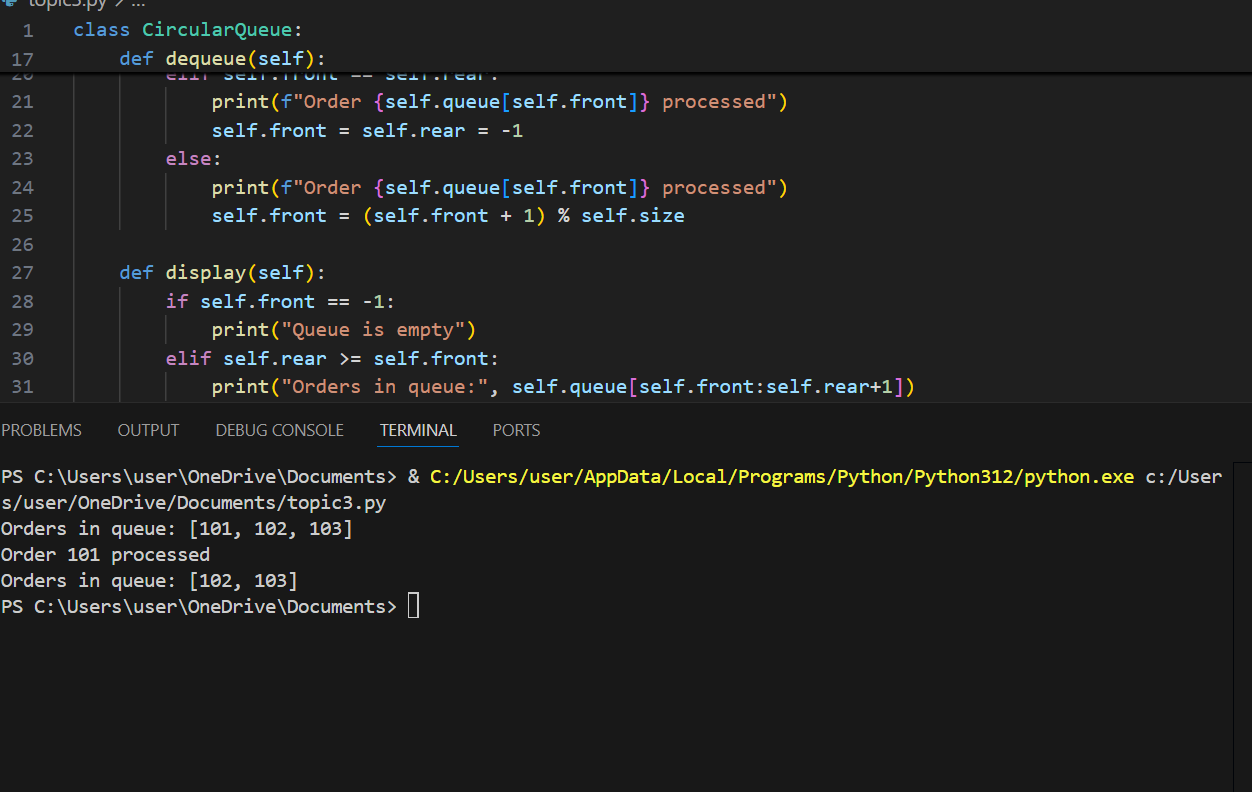 topic3.py > ...
1 class CircularQueue:
17 def dequeue(self):
20 elif self.front == self.rear:
21 print(f"Order {self.queue[self.front]} processed")
22 self.front = self.rear = -1
23 else:
24 print(f"Order {self.queue[self.front]} processed")
25 self.front = (self.front + 1) % self.size
26
27 def display(self):
28 if self.front == -1:
29 print("Queue is empty")
30 elif self.rear >= self.front:
31 print("Orders in queue:", self.queue[self.front:self.rear+1])
PROBLEMS OUTPUT DEBUG CONSOLE TERMINAL PORTS
PS C:\Users\user\OneDrive\Documents> & C:/Users/user/AppData/Local/Programs/Python/Python312/python.exe c:/User
s/user/OneDrive/Documents/topic3.py
Orders in queue: [101, 102, 103]
Order 101 processed
Orders in queue: [102, 103]
PS C:\Users\user\OneDrive\Documents>